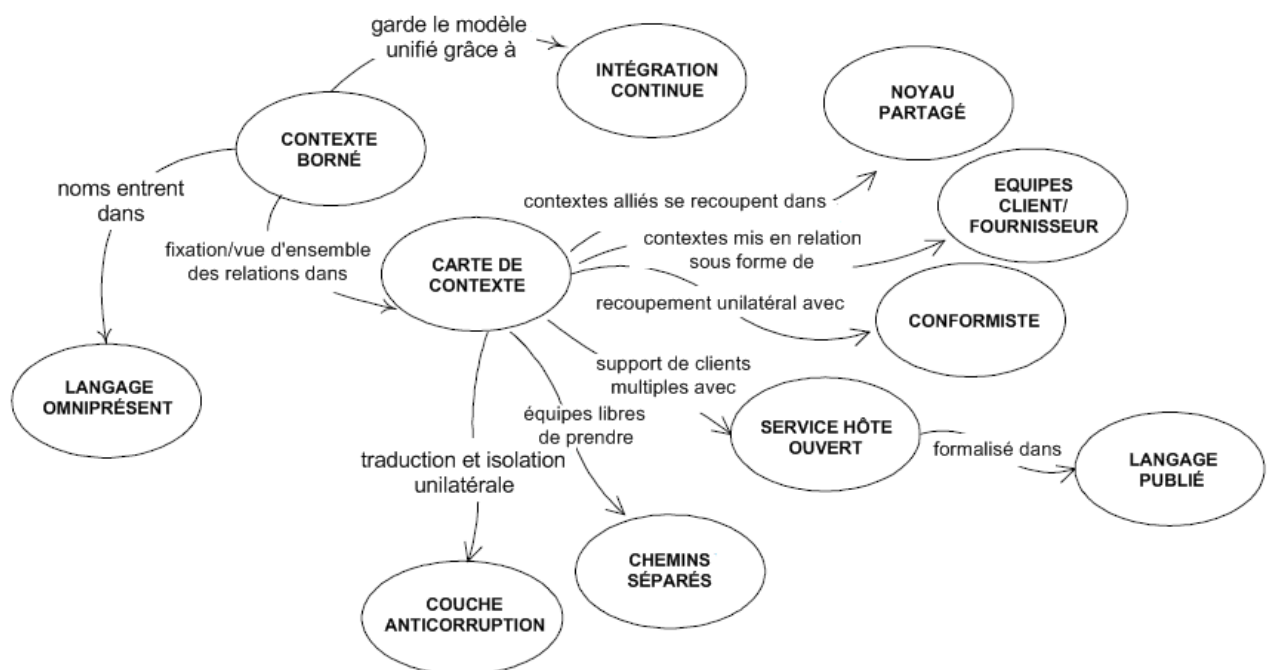 garde le modèle
unifié grâce à
INTÉGRATION
CONTINUE
NOYAU
PARTAGÉ
CONTEXTE
BORNÉ
noms entrent
dans
contextes alliés se recoupent dans
EQUIPES
CLIENT/
FOURNISSEUR
fixation/vue d'ensemble
des relations dans
CARTE DE
CONTEXTE
contextes mis en relation
sous forme de
recoupement unilatéral avec
CONFORMISTE
LANGAGE
OMNIPRÉSENT
support de clients
multiples avec
équipes libres
de prendre
SERVICE HÔTE
OUVERT
formalisé dans
LANGAGE
PUBLIÉ
traduction et isolation
unilatérale
CHEMINS
SÉPARÉS
COUCHE
ANTICORRUPTION